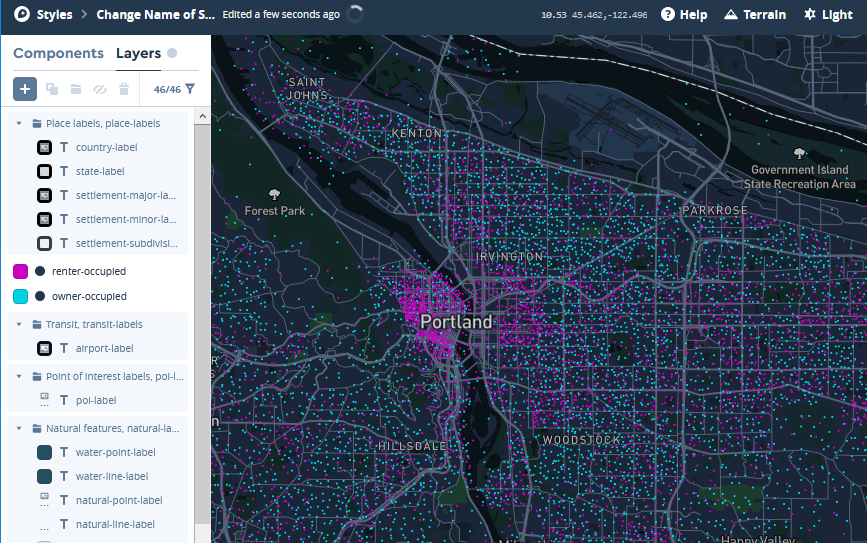 Styles > Change Name of S... Edited a few seconds ago 10.53 45.462,-122.496 Help Terrain Light
Components Layers
46/46
Place labels, place-labels
country-label
state-label
settlement-major-la...
settlement-minor-la...
settlement-subdivisi...
renter-occupied
owner-occupied
Transit, transit-labels
airport-label
Point of interest labels, poi-l...
poi-label
Natural features, natural-la...
water-point-label
water-line-label
natural-point-label
natural-line-label
SAINT
JOHNS
KENTON
Forest Park
Government Island
State Recreation Area
PARKROSE
IRVINGTON
Portland
HILLSDALE
WOODSTOCK
Happy Valley